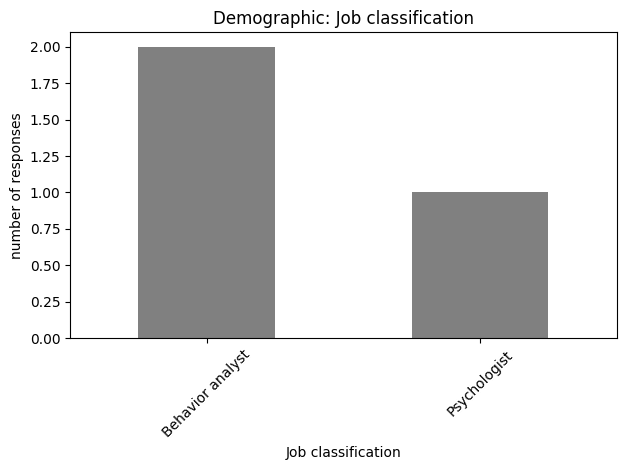 Demographic: Job classification
2.00
1.75
1.50
1.25
1.00
0.75
0.50
0.25
0.00
number of responses
Behavior analyst
Psychologist
Job classification